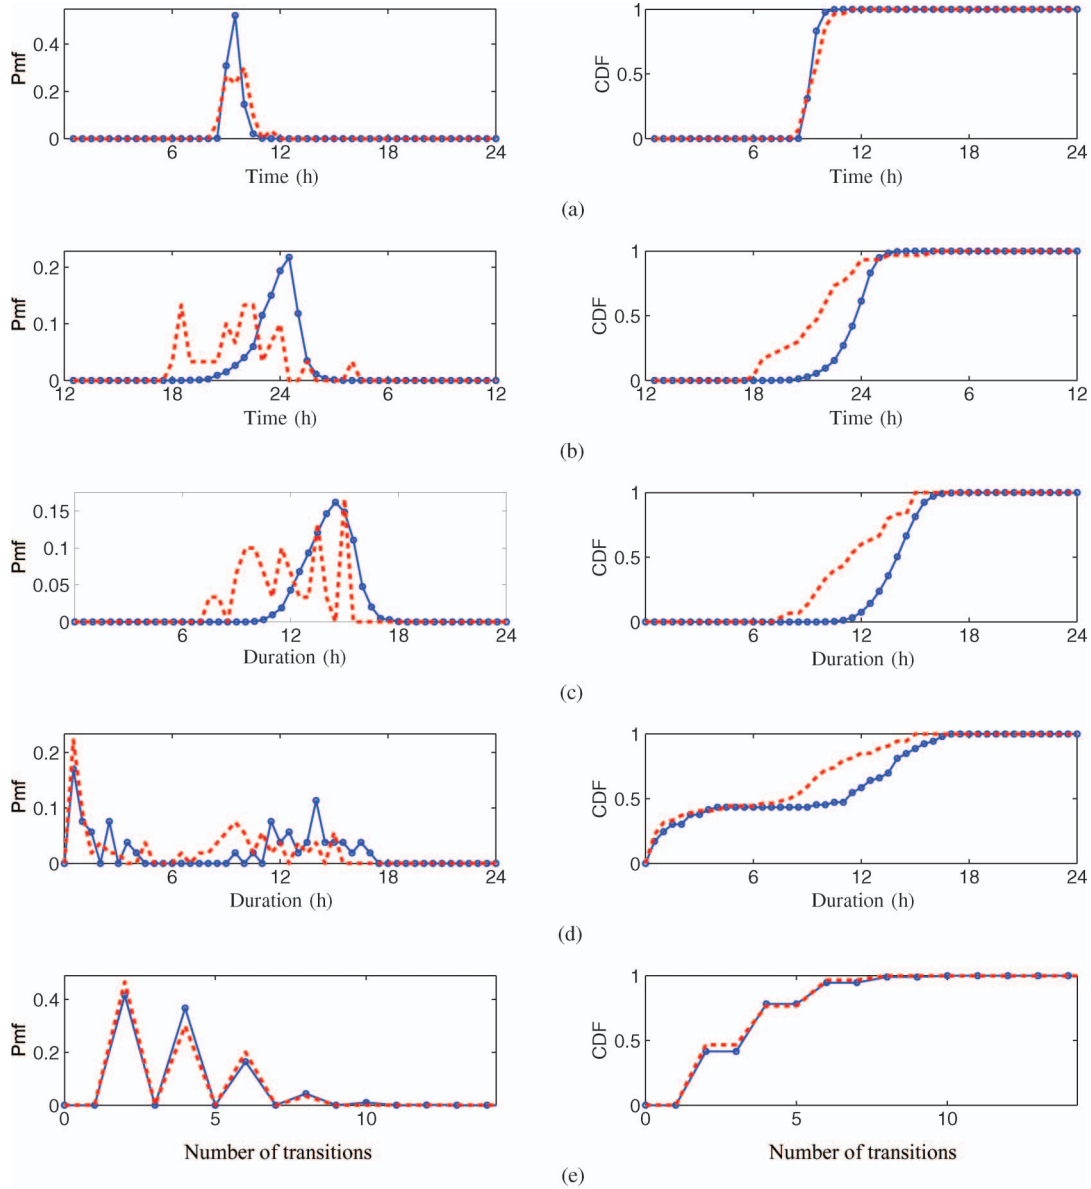 Pmf
0.4
0.2
0
6
12
18
24
Time (h)
CDF
1
0.5
0
6
12
18
24
Time (h)
(a)
Pmf
0.2
0.1
0
12
18
24
6
12
Time (h)
CDF
1
0.5
0
12
18
24
6
12
Time (h)
(b)
Pmf
0.15
0.1
0.05
0
6
12
18
24
Duration (h)
CDF
1
0.5
0
6
12
18
24
Duration (h)
(c)
Pmf
0.2
0.1
0
6
12
18
24
Duration (h)
CDF
1
0.5
0
6
12
18
24
Duration (h)
(d)
Pmf
0.4
0.2
0
0
5
10
Number of transitions
CDF
1
0.5
0
0
5
10
Number of transitions
(e)